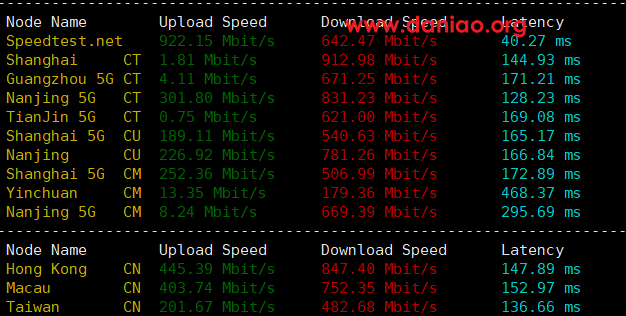 Node Name Upload Speed Download Speed Latency
www.daniao.org
Speedtest.net 922.15 Mbit/s 642.47 Mbit/s 40.27 ms
Shanghai CT 1.81 Mbit/s 912.98 Mbit/s 144.93 ms
Guangzhou 5G CT 4.11 Mbit/s 671.25 Mbit/s 171.21 ms
Nanjing 5G CT 301.80 Mbit/s 831.23 Mbit/s 128.23 ms
TianJin 5G CT 0.75 Mbit/s 621.00 Mbit/s 169.08 ms
Shanghai 5G CU 189.11 Mbit/s 540.63 Mbit/s 165.17 ms
Nanjing CU 226.92 Mbit/s 781.26 Mbit/s 166.84 ms
Shanghai 5G CM 252.36 Mbit/s 506.99 Mbit/s 172.89 ms
Yinchuan CM 13.35 Mbit/s 179.36 Mbit/s 468.37 ms
Nanjing 5G CM 8.24 Mbit/s 669.39 Mbit/s 295.69 ms
Node Name Upload Speed Download Speed Latency
Hong Kong CN 445.39 Mbit/s 847.40 Mbit/s 147.89 ms
Macau CN 403.74 Mbit/s 752.35 Mbit/s 152.97 ms
Taiwan CN 201.67 Mbit/s 482.68 Mbit/s 136.66 ms